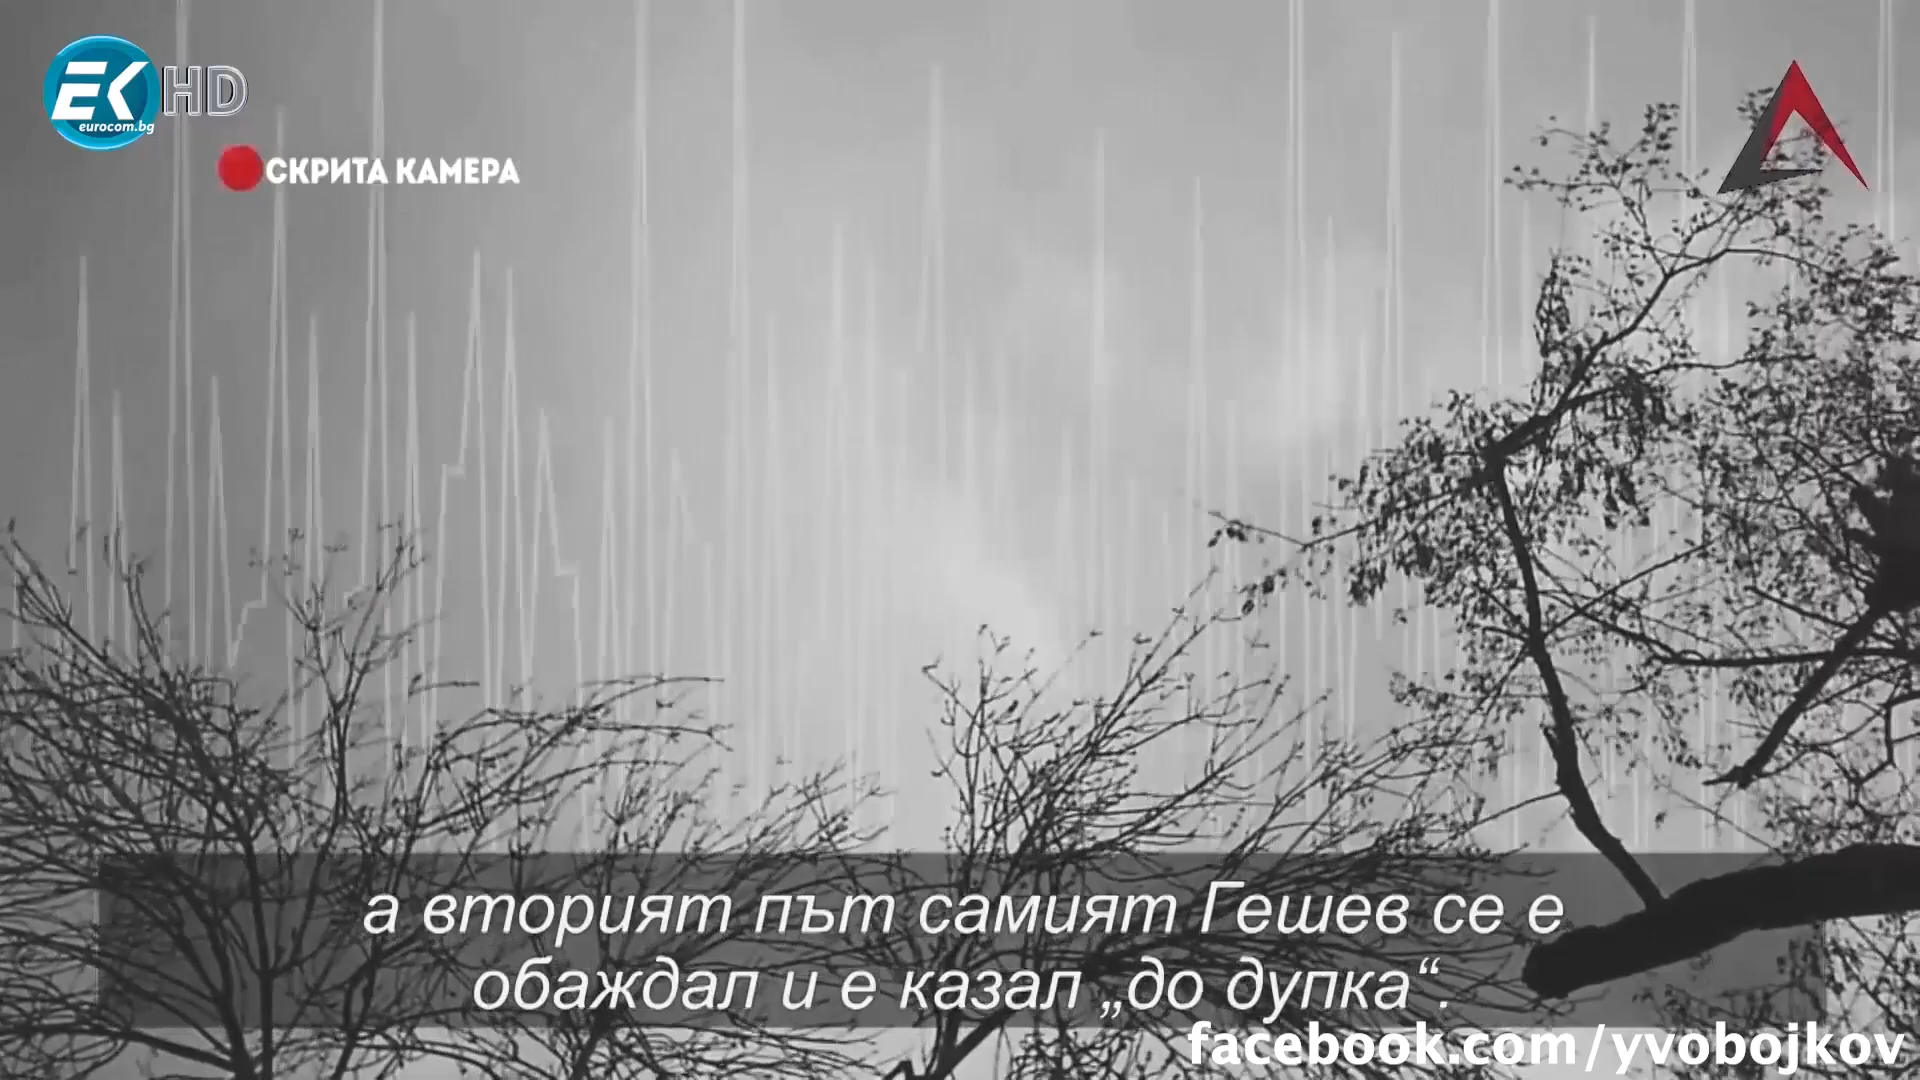 EK HD
eurocom.bg
СКРИТА КАМЕРА
а вторият път самият Гешев се е
обаждал и е казал „до дупка“.
facebook.com/yvobojkov